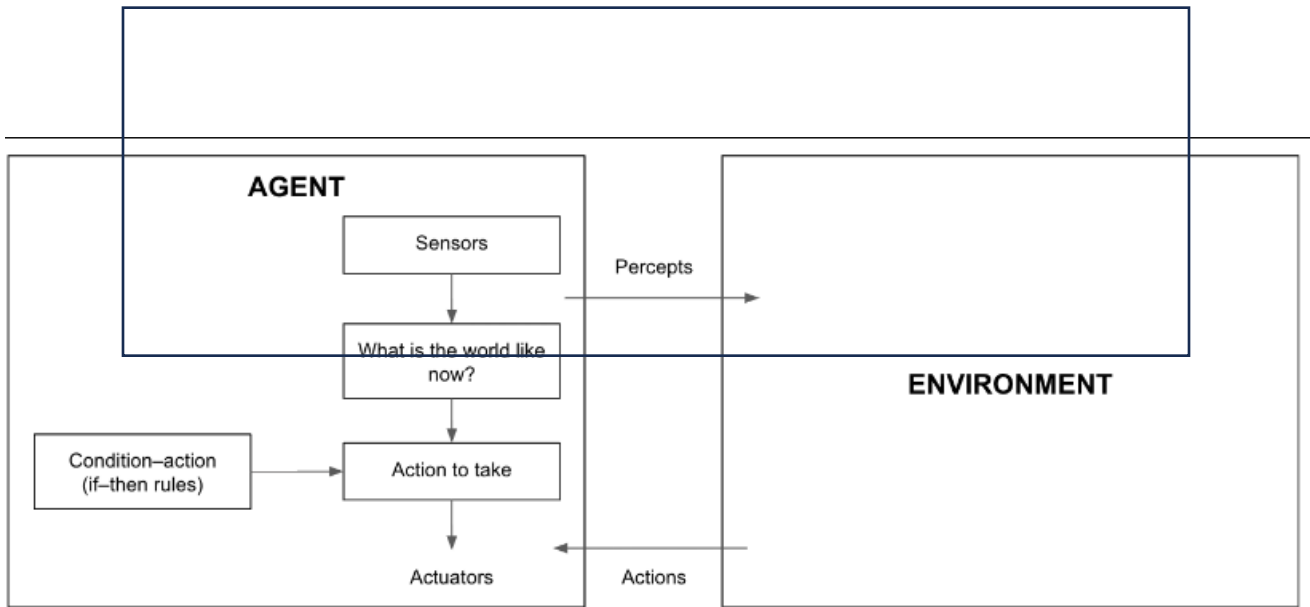 AGENT
Sensors
Percepts
What is the world like
now?
ENVIRONMENT
Condition–action
(if–then rules)
Action to take
Actuators
Actions